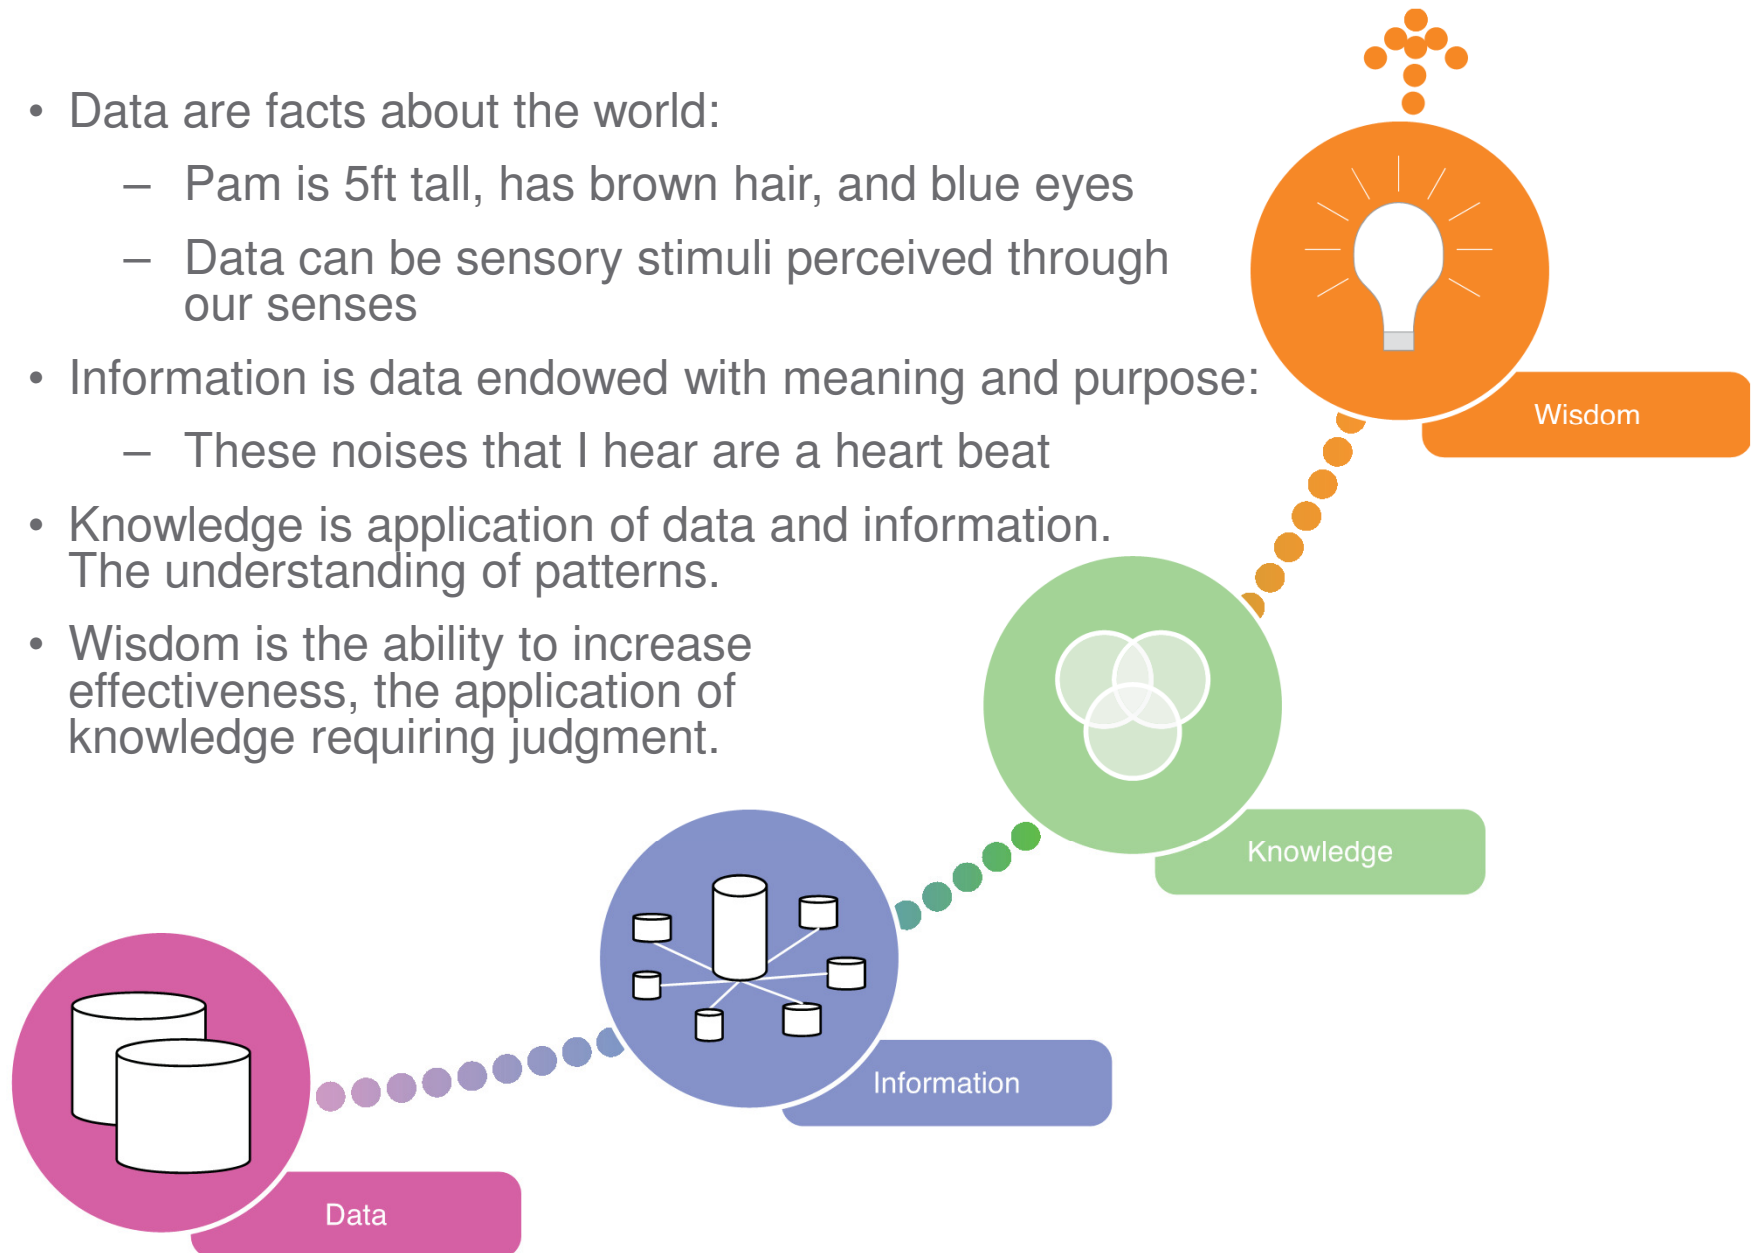 • Data are facts about the world:
– Pam is 5ft tall, has brown hair, and blue eyes
– Data can be sensory stimuli perceived through
our senses
• Information is data endowed with meaning and purpose:
– These noises that I hear are a heart beat
• Knowledge is application of data and information.
The understanding of patterns.
• Wisdom is the ability to increase
effectiveness, the application of
knowledge requiring judgment.
Wisdom
Knowledge
Information
Data